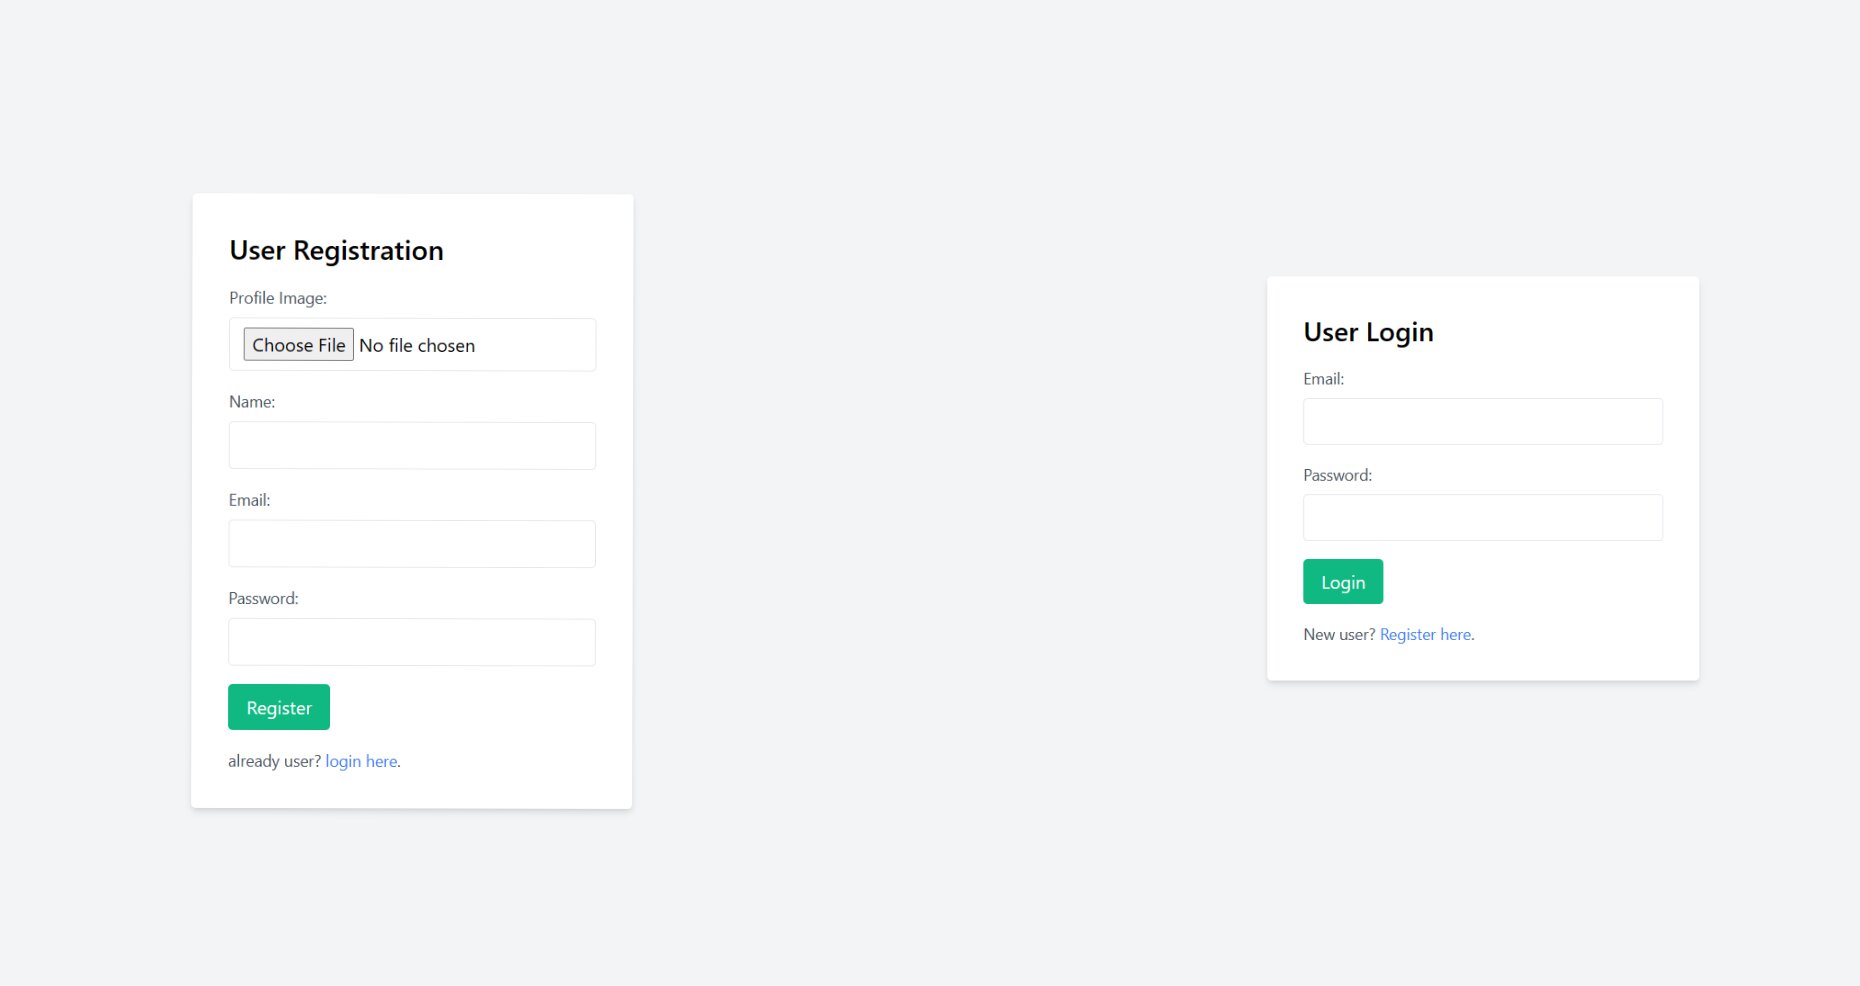 User Registration
Profile Image:
Choose File No file chosen
Name:
Email:
Password:
Register
already user? login here.
User Login
Email:
Password:
Login
New user? Register here.